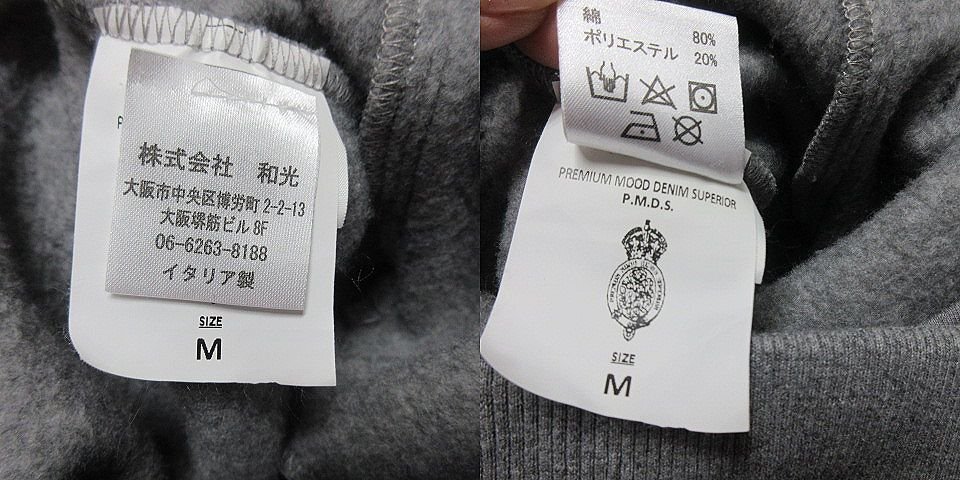 株式会社 和光
大阪市中央区博労町2-2-13
大阪堺筋ビル8F
06-6263-8188
イタリア製
SIZE
M
綿 80%
ポリエステル 20%
PREMIUM MOOD DENIM SUPERIOR
P.M.D.S.
SIZE
M